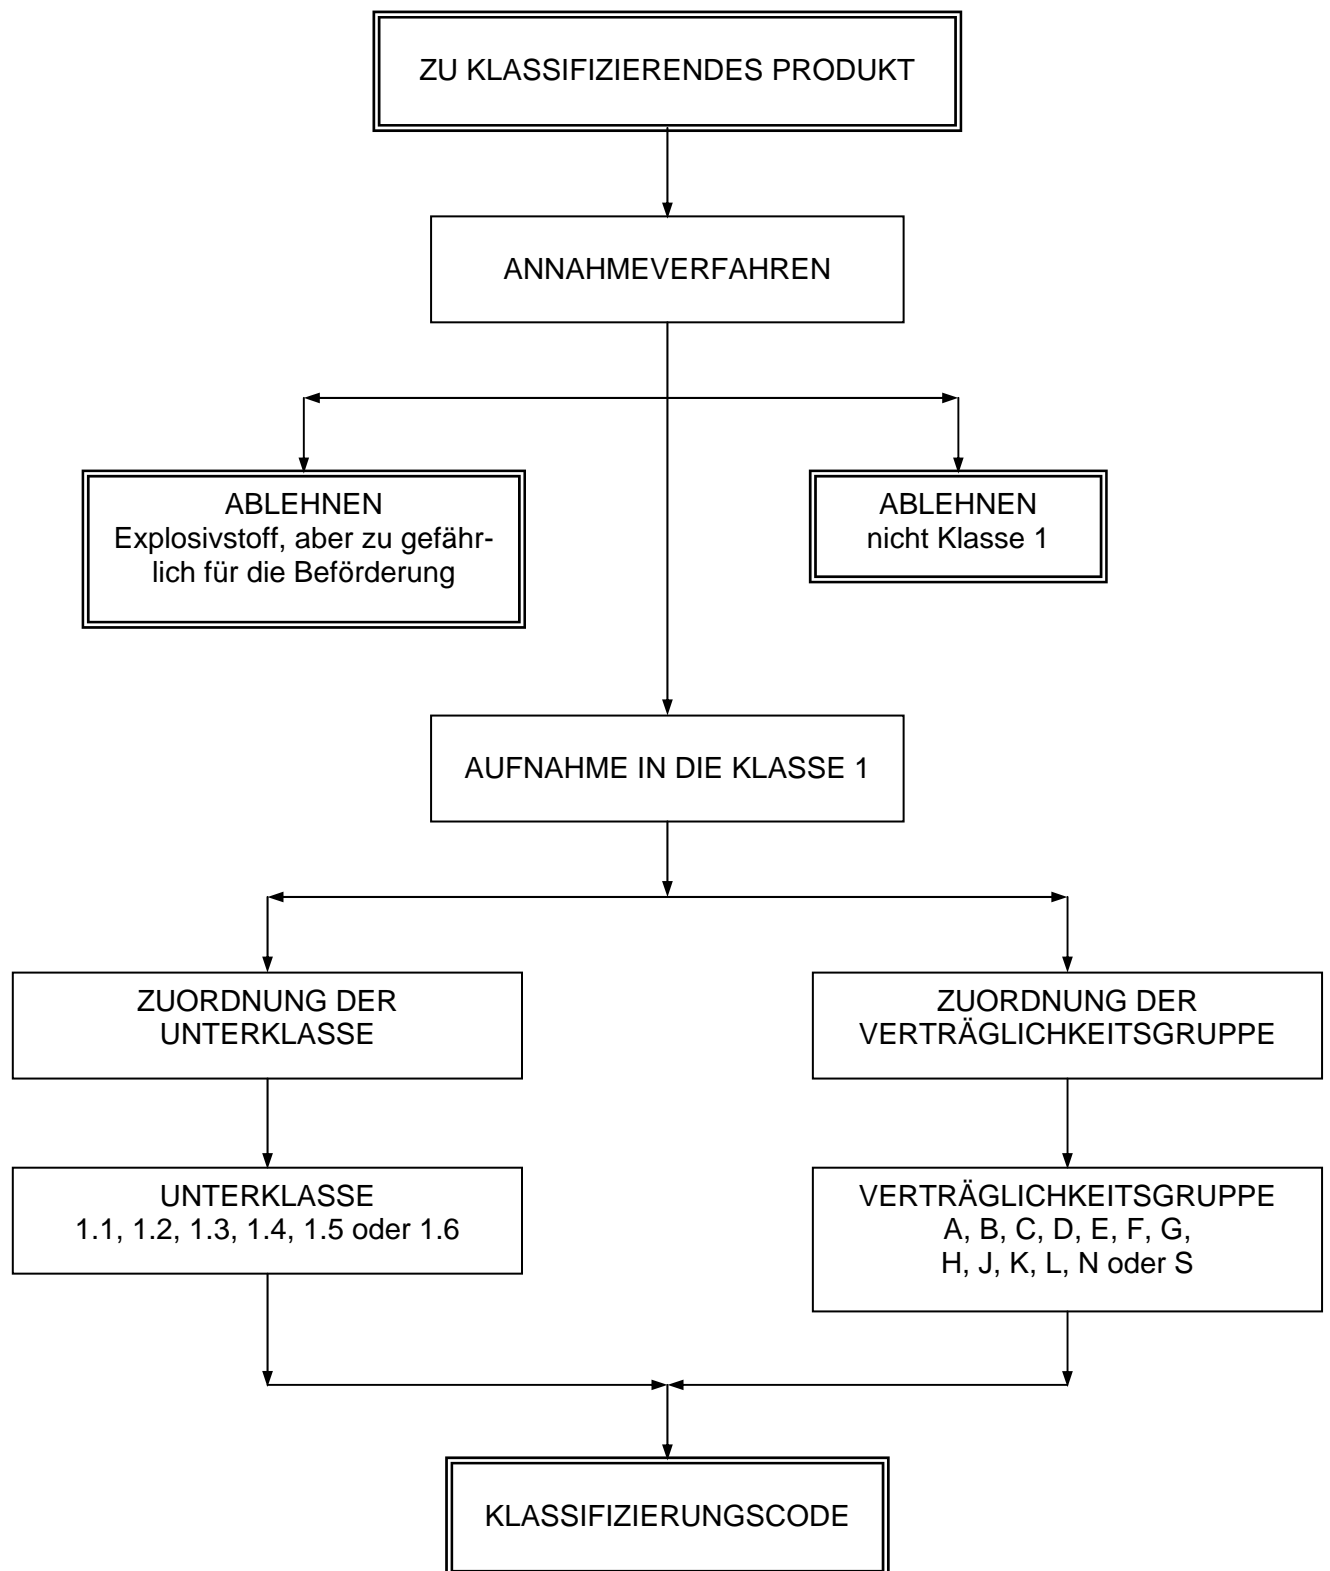 ZU KLASSIFIZIERENDES PRODUKT
ANNAHMEVERFAHREN
ABLEHNEN
Explosivstoff, aber zu gefähr-
lich für die Beförderung
ABLEHNEN
nicht Klasse 1
AUFNAHME IN DIE KLASSE 1
ZUORDNUNG DER
UNTERKLASSE
ZUORDNUNG DER
VERTRÄGLICHKEITSGRUPPE
UNTERKLASSE
1.1, 1.2, 1.3, 1.4, 1.5 oder 1.6
VERTRÄGLICHKEITSGRUPPE
A, B, C, D, E, F, G,
H, J, K, L, N oder S
KLASSIFIZIERUNGSCODE